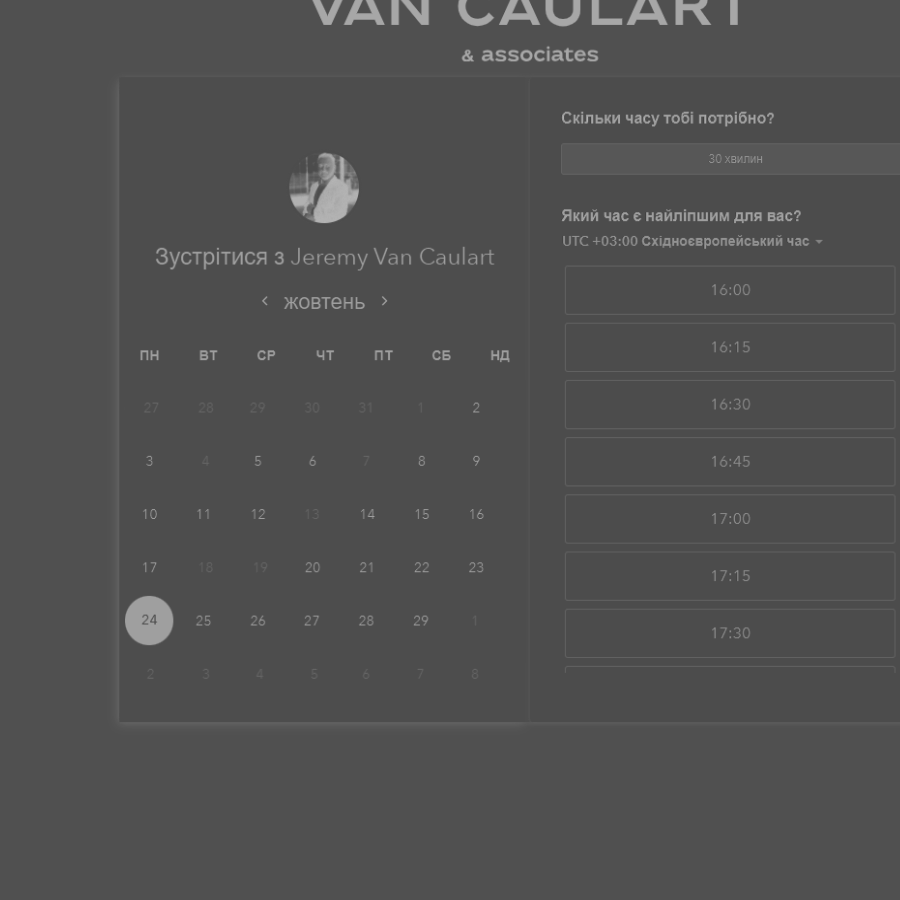 VAN CAULART
& associates
Зустрітися з Jeremy Van Caulart
жовтень
ПН ВТ СР ЧТ ПТ СБ НД
27 28 29 30 31 1 2
3 4 5 6 7 8 9
10 11 12 13 14 15 16
17 18 19 20 21 22 23
24 25 26 27 28 29 1
2 3 4 5 6 7 8
Скільки часу тобі потрібно?
30 хвилин
Який час є найліпшим для вас?
UTC +03:00 Східноєвропейський час
16:00
16:15
16:30
16:45
17:00
17:15
17:30